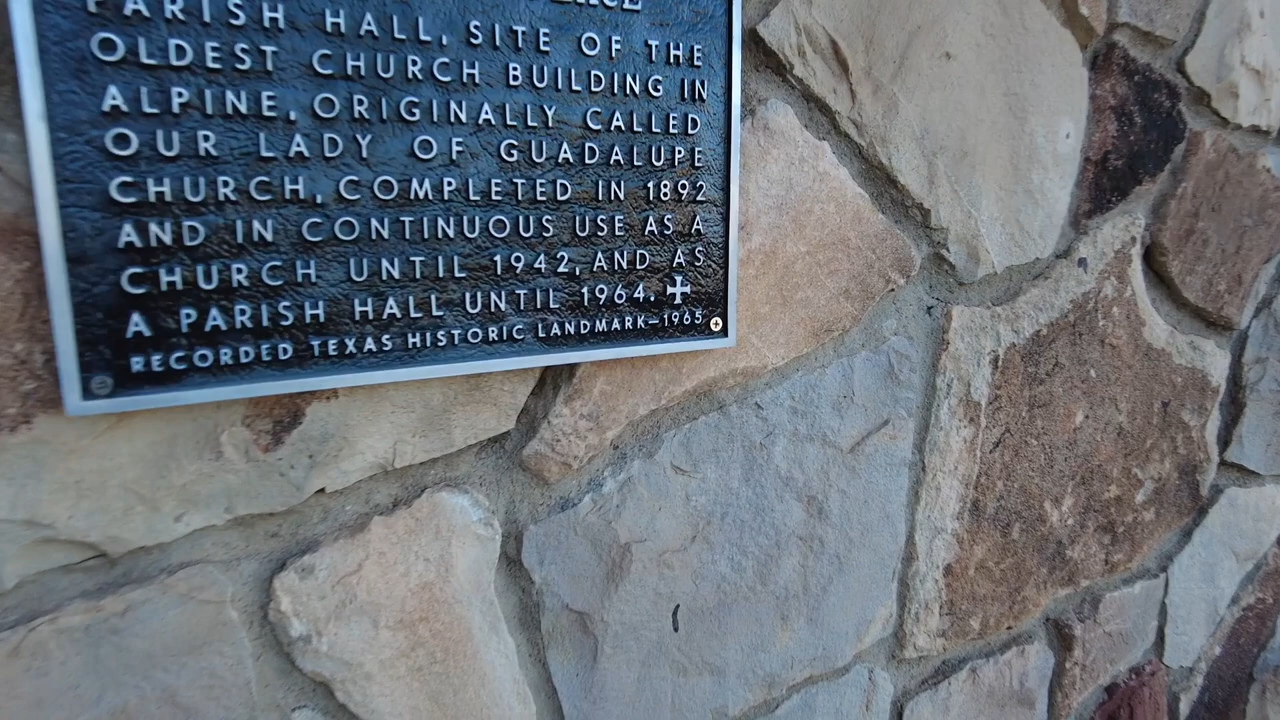 PARISH HALL, SITE OF THE
OLDEST CHURCH BUILDING IN
ALPINE, ORIGINALLY CALLED
OUR LADY OF GUADALUPE
CHURCH, COMPLETED IN 1892
AND IN CONTINUOUS USE AS A
CHURCH UNTIL 1942, AND AS
A PARISH HALL UNTIL 1964.
RECORDED TEXAS HISTORIC LANDMARK—1965